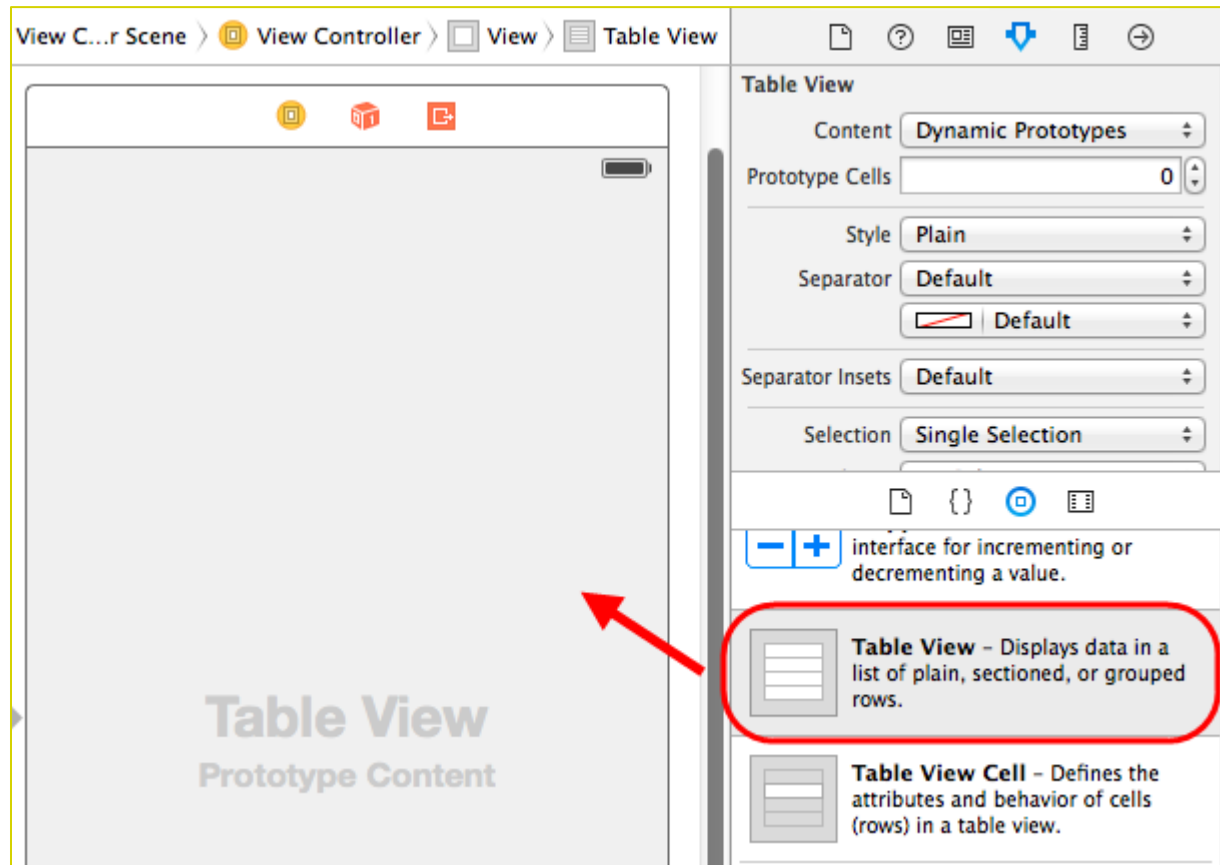 View C...r Scene > View Controller > View > Table View
Table View
Content Dynamic Prototypes
Prototype Cells 0
Style Plain
Separator Default
Default
Separator Insets Default
Selection Single Selection
{}
interface for incrementing or
decrementing a value.
Table View – Displays data in a
list of plain, sectioned, or grouped
rows.
Table View
Prototype Content
Table View Cell – Defines the
attributes and behavior of cells
(rows) in a table view.